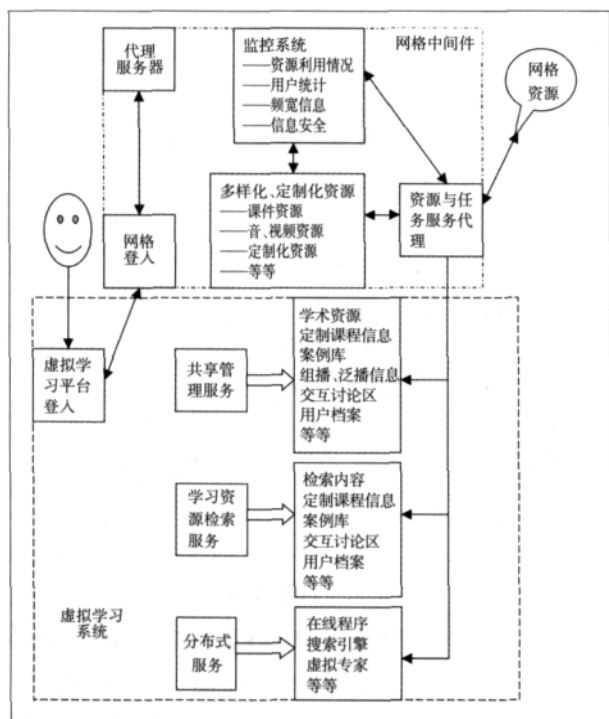 代理
服务器
监控系统
——资源利用情况
——用户统计
——频宽信息
——信息安全
网格中间件
网格
资源
网格
登入
多样化、定制化资源
——课件资源
——音、视频资源
——定制化资源
——等等
资源与任
务服务代
理
虚拟学
习平台
登入
共享管
理服务
学术资源
定制课程信息
案例库
组播、泛播信息
交互讨论区
用户档案
等等
学习资
源检索
服务
检索内容
定制课程信息
案例库
交互讨论区
用户档案
等等
虚拟学习
系统
分布式
服务
在线程序
搜索引擎
虚拟专家
等等